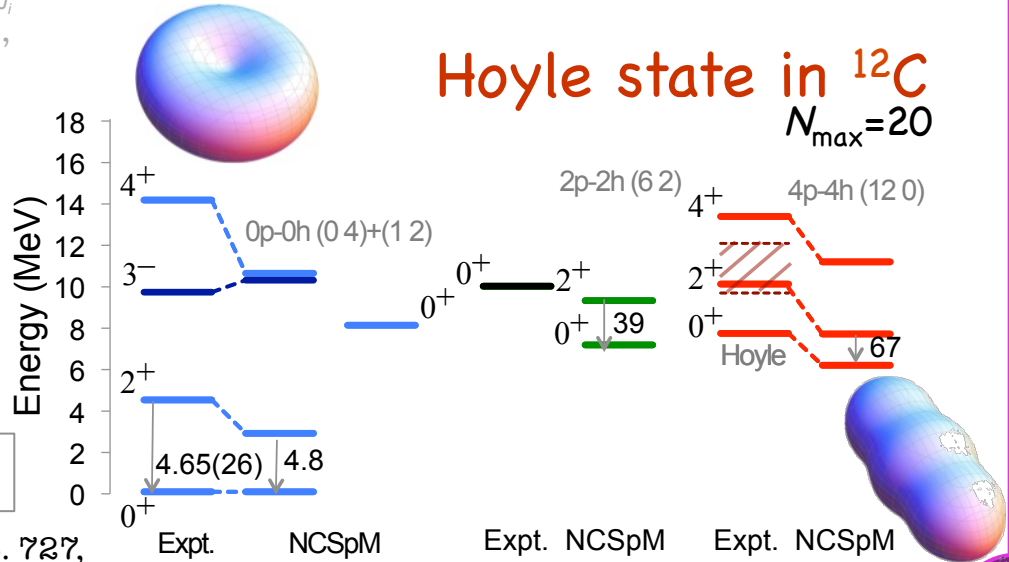 Hoyle state in ¹²C
Nmax=20
18
16
14
12
10
8
6
4
2
0
Energy (MeV)
4⁺
3⁻
2⁺
0⁺
0p-0h (0 4)+(1 2)
0⁺
4.65(26)
4.8
Expt.
NCSpM
2p-2h (6 2)
0⁺
2⁺
0⁺
39
Expt.
NCSpM
4p-4h (12 0)
4⁺
2⁺
0⁺
Hoyle
67
Expt.
NCSpM
. 727,